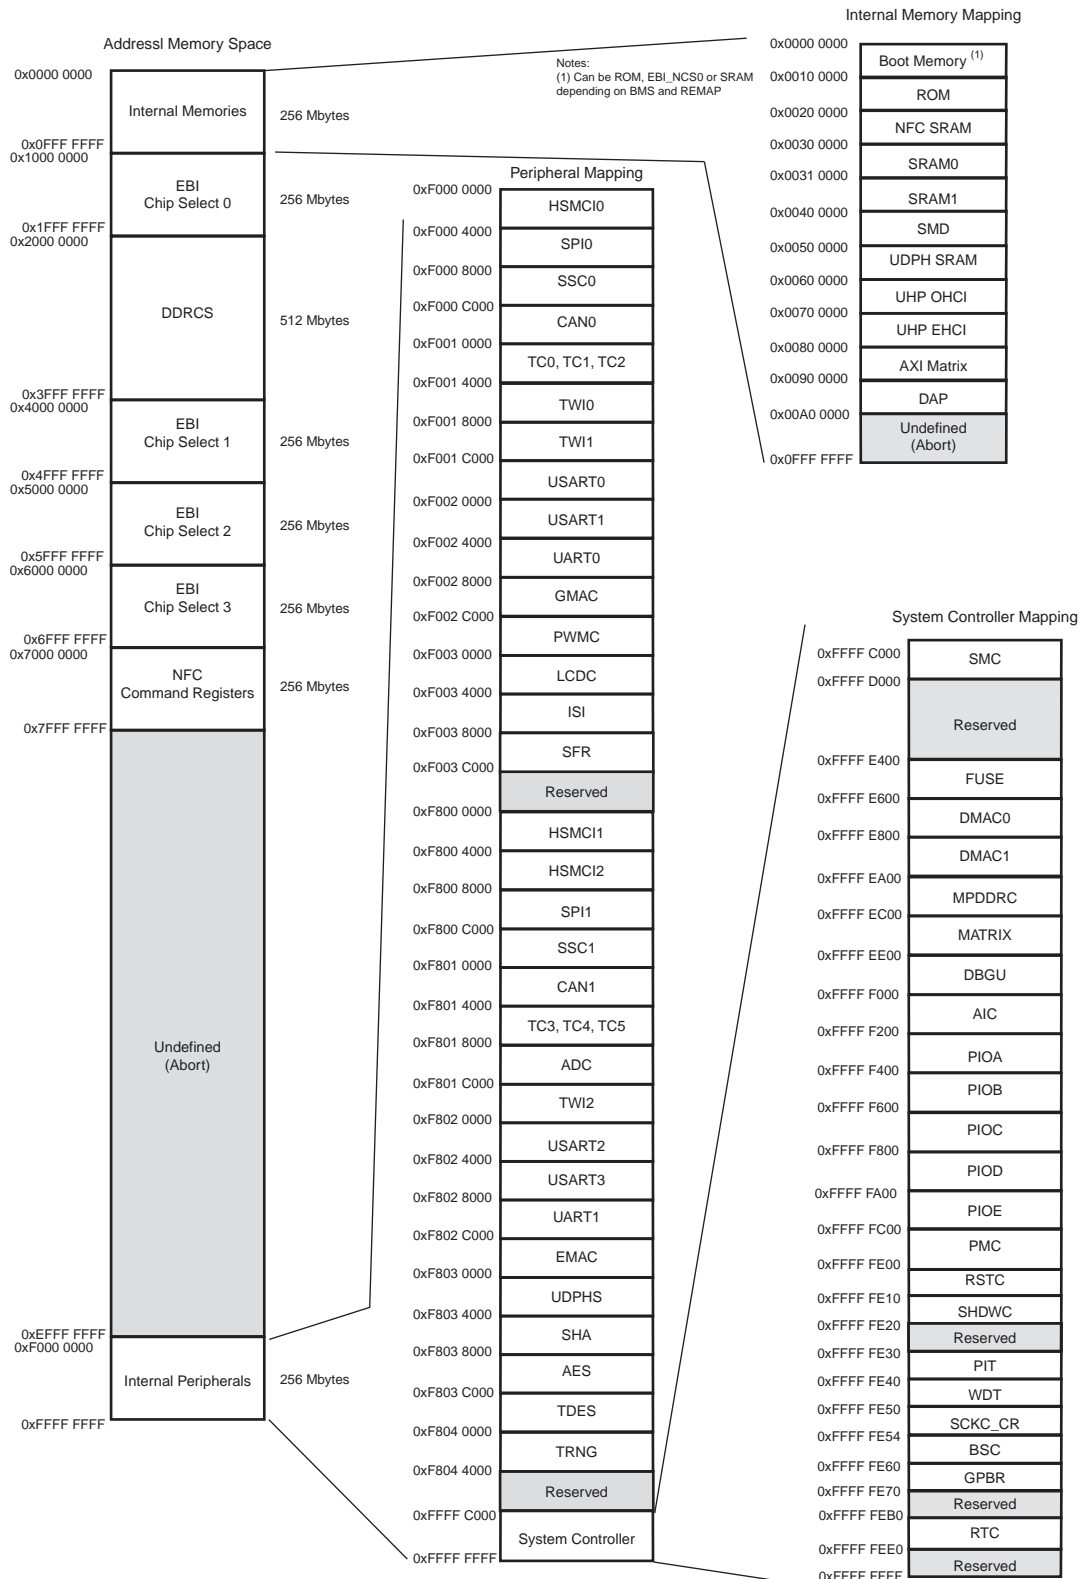 Addressl Memory Space
0x0000 0000
Internal Memories
256 Mbytes
0x0FFF FFFF
0x1000 0000
EBI
Chip Select 0
256 Mbytes
0x1FFF FFFF
0x2000 0000
DDRCS
512 Mbytes
0x3FFF FFFF
0x4000 0000
EBI
Chip Select 1
256 Mbytes
0x4FFF FFFF
0x5000 0000
EBI
Chip Select 2
256 Mbytes
0x5FFF FFFF
0x6000 0000
EBI
Chip Select 3
256 Mbytes
0x6FFF FFFF
0x7000 0000
NFC
Command Registers
256 Mbytes
0x7FFF FFFF
Undefined
(Abort)
0xEFFF FFFF
0xF000 0000
Internal Peripherals
256 Mbytes
0xFFFF FFFF
Notes:
(1) Can be ROM, EBI_NCS0 or SRAM
depending on BMS and REMAP
Peripheral Mapping
0xF000 0000
HSMCI0
0xF000 4000
SPI0
0xF000 8000
SSC0
0xF000 C000
CAN0
0xF001 0000
TC0, TC1, TC2
0xF001 4000
TWI0
0xF001 8000
TWI1
0xF001 C000
USART0
0xF002 0000
USART1
0xF002 4000
UART0
0xF002 8000
GMAC
0xF002 C000
PWMC
0xF003 0000
LCDC
0xF003 4000
ISI
0xF003 8000
SFR
0xF003 C000
Reserved
0xF800 0000
HSMCI1
0xF800 4000
HSMCI2
0xF800 8000
SPI1
0xF800 C000
SSC1
0xF801 0000
CAN1
0xF801 4000
TC3, TC4, TC5
0xF801 8000
ADC
0xF801 C000
TWI2
0xF802 0000
USART2
0xF802 4000
USART3
0xF802 8000
UART1
0xF802 C000
EMAC
0xF803 0000
UDPHS
0xF803 4000
SHA
0xF803 8000
AES
0xF803 C000
TDES
0xF804 0000
TRNG
0xF804 4000
Reserved
0xFFFF C000
System Controller
0xFFFF FFFF
Internal Memory Mapping
0x0000 0000
Boot Memory (1)
0x0010 0000
ROM
0x0020 0000
NFC SRAM
0x0030 0000
SRAM0
0x0031 0000
SRAM1
0x0040 0000
SMD
0x0050 0000
UDPH SRAM
0x0060 0000
UHP OHCI
0x0070 0000
UHP EHCI
0x0080 0000
AXI Matrix
0x0090 0000
DAP
0x00A0 0000
Undefined
(Abort)
0x0FFF FFFF
System Controller Mapping
0xFFFF C000
SMC
0xFFFF D000
Reserved
0xFFFF E400
FUSE
0xFFFF E600
DMAC0
0xFFFF E800
DMAC1
0xFFFF EA00
MPDDRC
0xFFFF EC00
MATRIX
0xFFFF EE00
DBGU
0xFFFF F000
AIC
0xFFFF F200
PIOA
0xFFFF F400
PIOB
0xFFFF F600
PIOC
0xFFFF F800
PIOD
0xFFFF FA00
PIOE
0xFFFF FC00
PMC
0xFFFF FE00
RSTC
0xFFFF FE10
SHDWC
0xFFFF FE20
Reserved
0xFFFF FE30
PIT
0xFFFF FE40
WDT
0xFFFF FE50
SCKC_CR
0xFFFF FE54
BSC
0xFFFF FE60
GPBR
0xFFFF FE70
Reserved
0xFFFF FEB0
RTC
0xFFFF FEE0
Reserved
0xFFFF FFFF